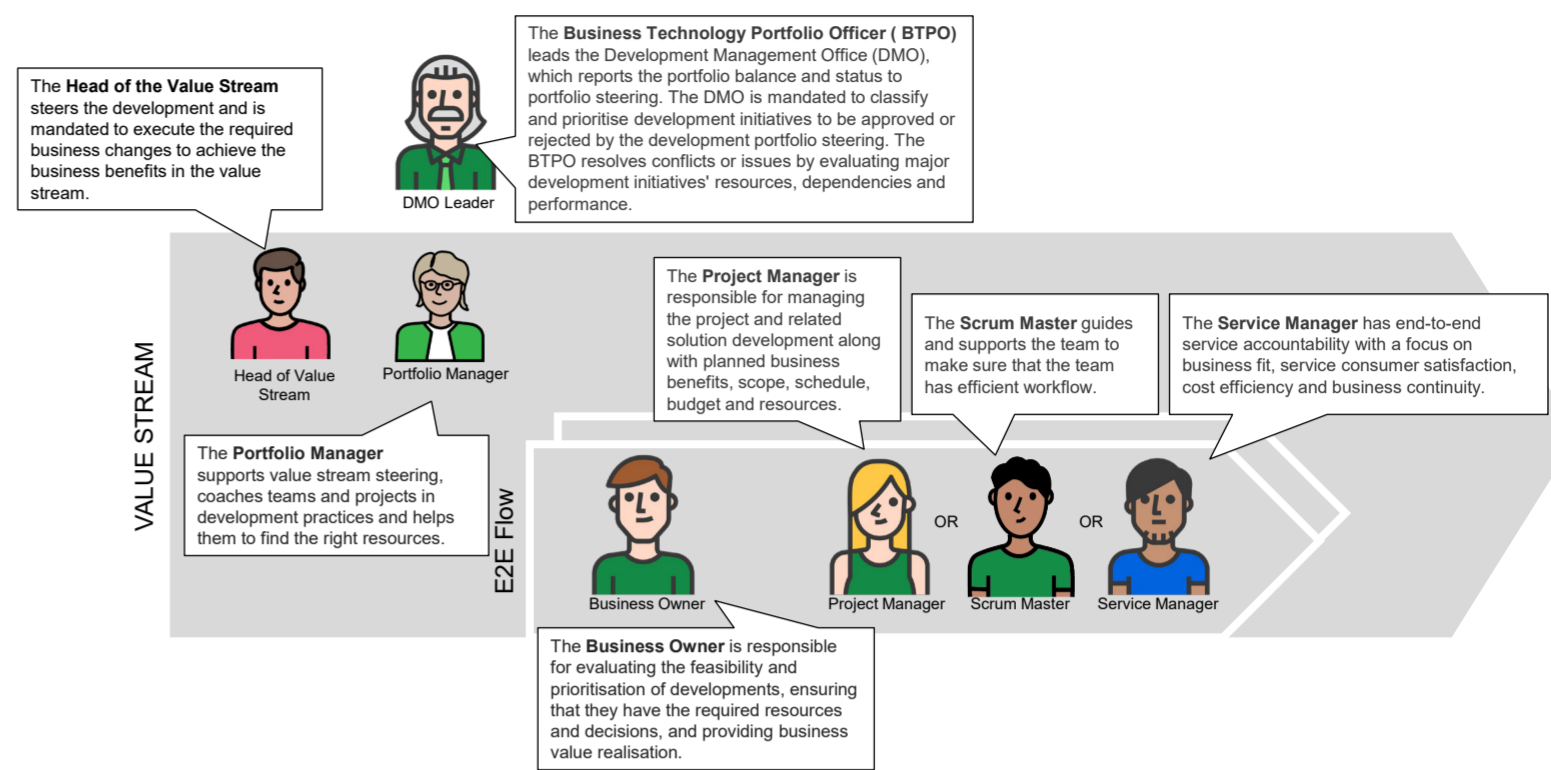 The Head of the Value Stream
steers the development and is
mandated to execute the required
business changes to achieve the
business benefits in the value
stream.
DMO Leader
The Business Technology Portfolio Officer ( BTPO)
leads the Development Management Office (DMO),
which reports the portfolio balance and status to
portfolio steering. The DMO is mandated to classify
and prioritise development initiatives to be approved or
rejected by the development portfolio steering. The
BTPO resolves conflicts or issues by evaluating major
development initiatives' resources, dependencies and
performance.
VALUE STREAM
Head of Value
Stream
Portfolio Manager
The Portfolio Manager
supports value stream steering,
coaches teams and projects in
development practices and helps
them to find the right resources.
The Project Manager is
responsible for managing
the project and related
solution development along
with planned business
benefits, scope, schedule,
budget and resources.
The Scrum Master guides
and supports the team to
make sure that the team
has efficient workflow.
The Service Manager has end-to-end
service accountability with a focus on
business fit, service consumer satisfaction,
cost efficiency and business continuity.
E2E Flow
Business Owner
Project Manager
OR
Scrum Master
OR
Service Manager
The Business Owner is responsible
for evaluating the feasibility and
prioritisation of developments, ensuring
that they have the required resources
and decisions, and providing business
value realisation.